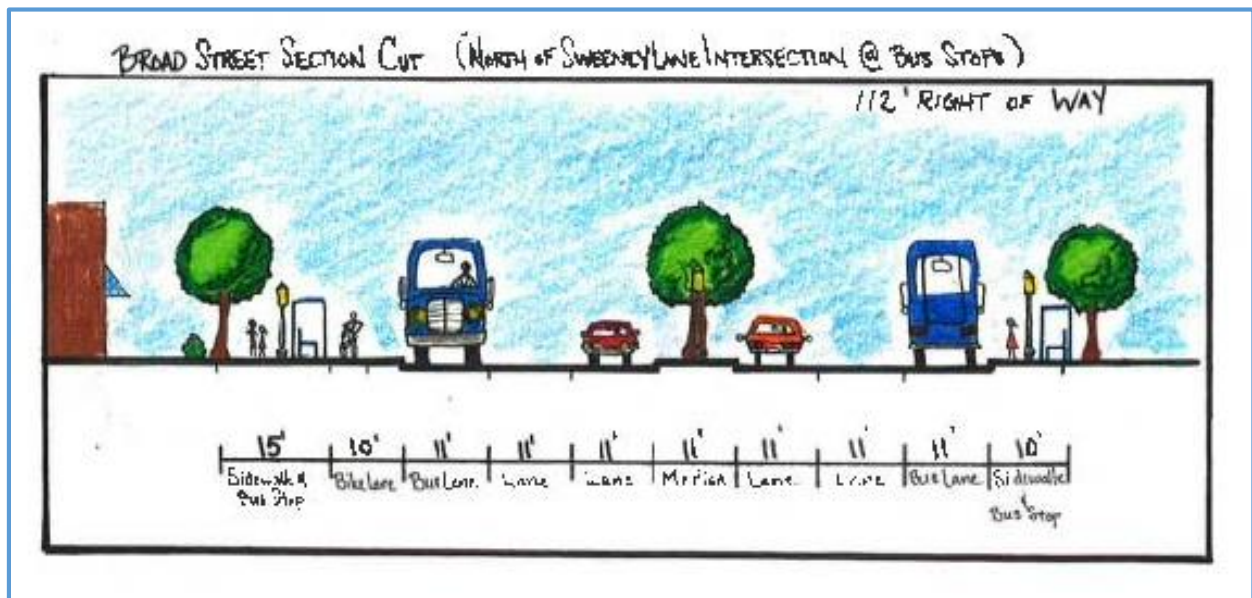 BROAD STREET SECTION CUT (NORTH OF SWEENEY LANE INTERSECTION @ BUS STOPS)
112' RIGHT OF WAY
15' 10' 11' 11' 11' 11' 11' 11' 11' 10'
Sidewalk & Bike Lane Bus Lane Lane Lane Median Lane Lane Bus Lane Sidewalk &
Bus Stop Bus Stop